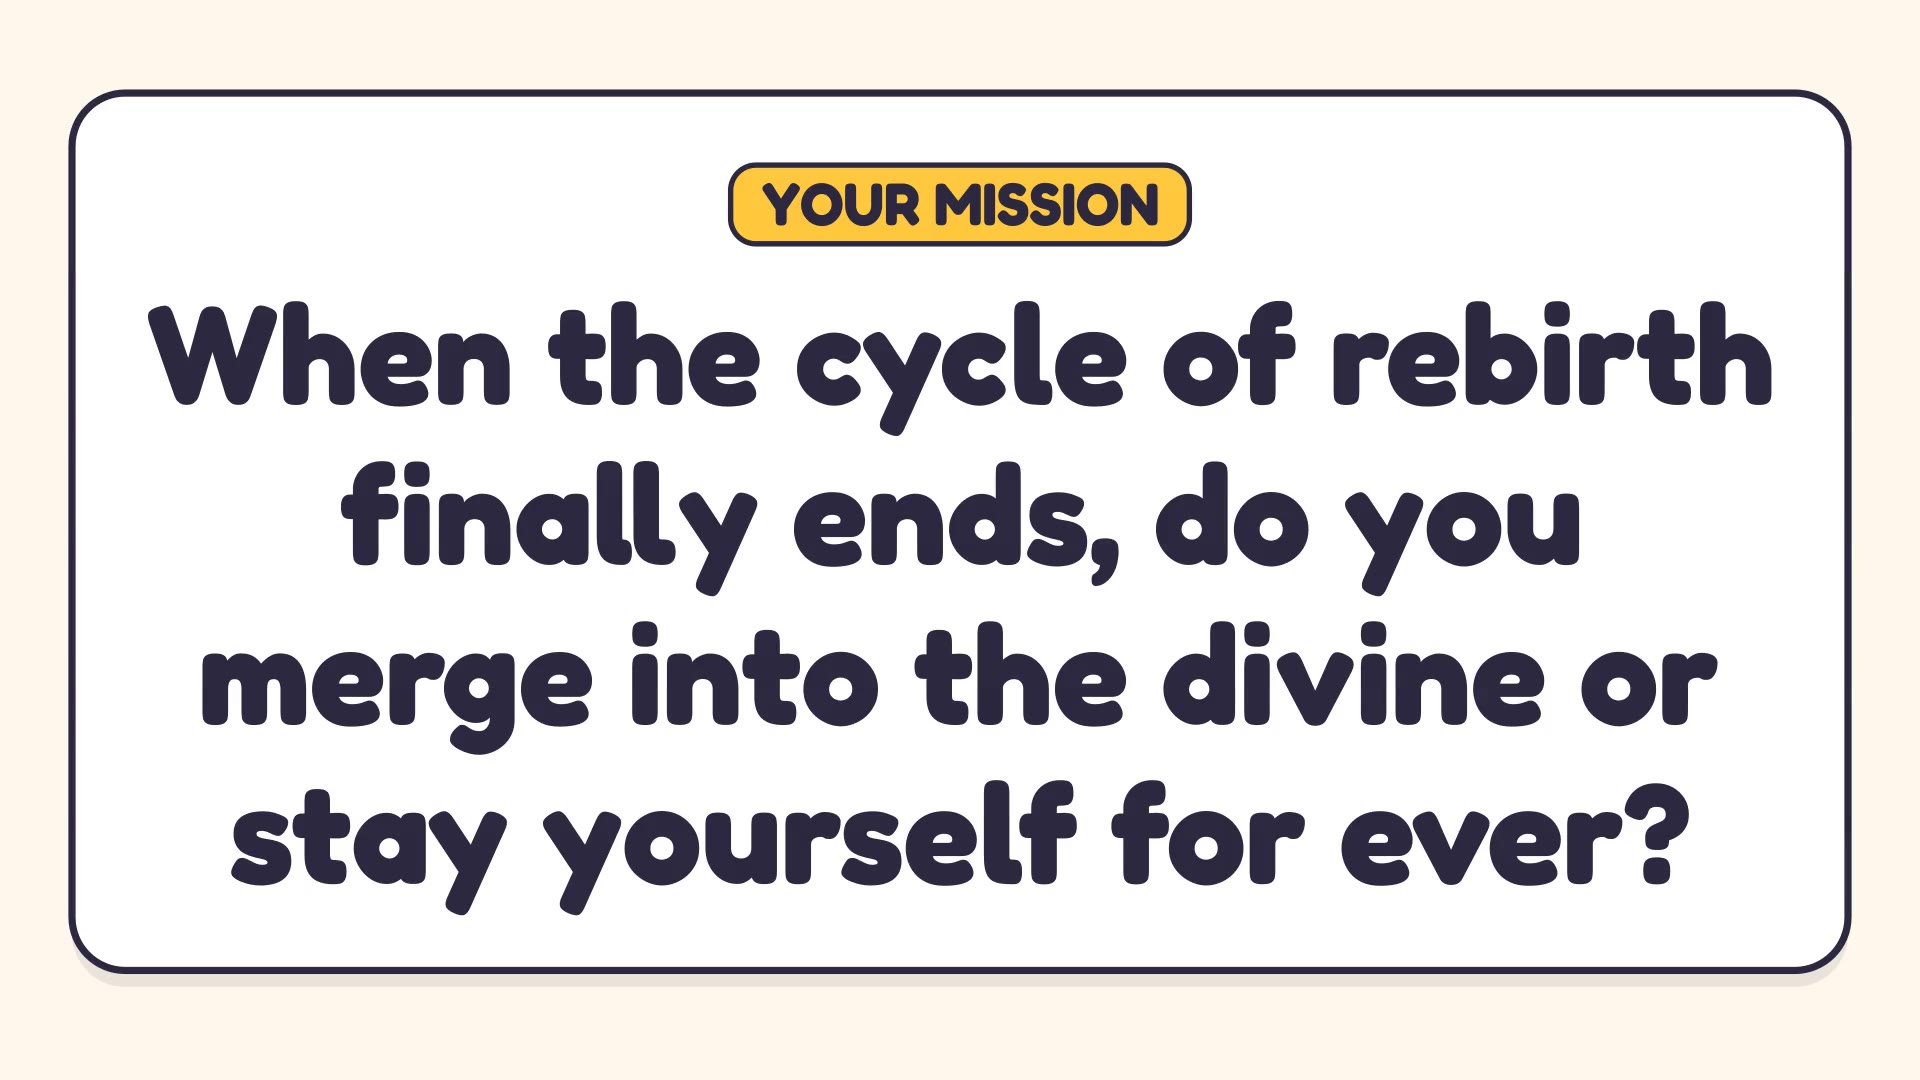 YOUR MISSION
When the cycle of rebirth
finally ends, do you
merge into the divine or
stay yourself for ever?